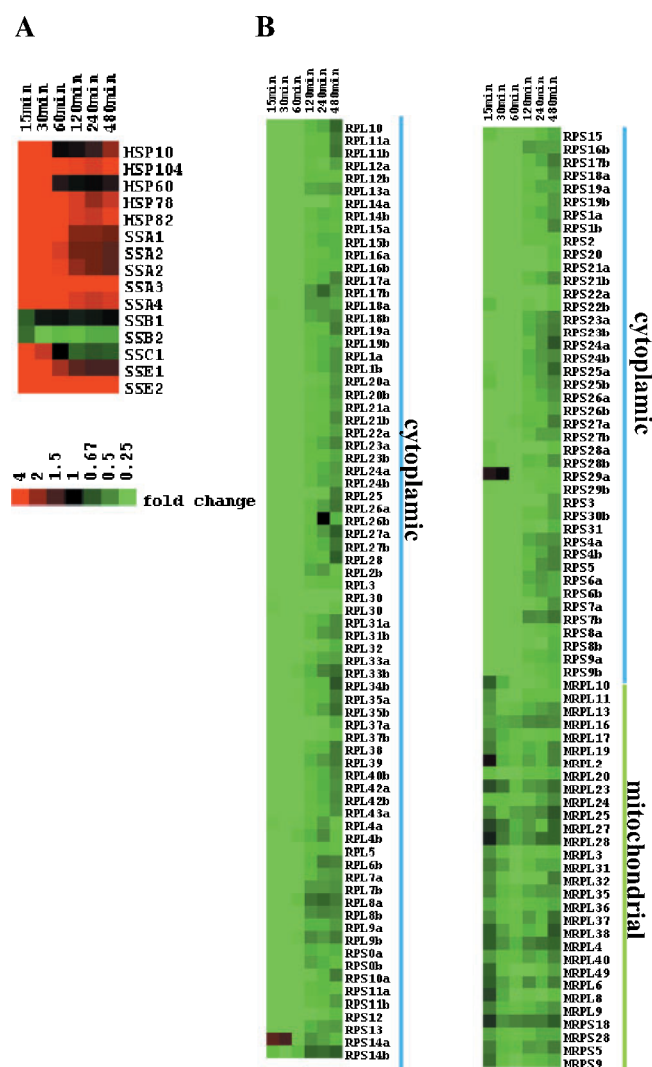 A
15min 30min 60min 120min 240min 480min
HSP10
HSP104
HSP60
HSP78
HSP82
SSA1
SSA2
SSA2
SSA3
SSA4
SSB1
SSB2
SSC1
SSE1
SSE2
4 2 1.5 1 0.67 0.5 0.25
fold change
B
15min 30min 60min 120min 240min 480min
RPL10
RPL11a
RPL11b
RPL12a
RPL12b
RPL13a
RPL14a
RPL14b
RPL15a
RPL15b
RPL16a
RPL16b
RPL17a
RPL17b
RPL18a
RPL18b
RPL19a
RPL19b
RPL1a
RPL1b
RPL20a
RPL20b
RPL21a
RPL21b
RPL22a
RPL23a
RPL23b
RPL24a
RPL24b
RPL25
RPL26a
RPL26b
RPL27a
RPL27b
RPL28
RPL2b
RPL3
RPL30
RPL30
RPL31a
RPL31b
RPL32
RPL33a
RPL33b
RPL34b
RPL35a
RPL35b
RPL37a
RPL37b
RPL38
RPL39
RPL40b
RPL42a
RPL42b
RPL43a
RPL4a
RPL4b
RPL5
RPL6b
RPL7a
RPL7b
RPL8a
RPL8b
RPL9a
RPL9b
RPS0a
RPS0b
RPS10a
RPS11a
RPS11b
RPS12
RPS13
RPS14a
RPS14b
cytoplamic
15min 30min 60min 120min 240min 480min
RPS15
RPS16b
RPS17b
RPS18a
RPS19a
RPS19b
RPS1a
RPS1b
RPS2
RPS20
RPS21a
RPS21b
RPS22a
RPS22b
RPS23a
RPS23b
RPS24a
RPS24b
RPS25a
RPS25b
RPS26a
RPS26b
RPS27a
RPS27b
RPS28a
RPS28b
RPS29a
RPS29b
RPS3
RPS30b
RPS31
RPS4a
RPS4b
RPS5
RPS6a
RPS6b
RPS7a
RPS7b
RPS8a
RPS8b
RPS9a
RPS9b
MRPL10
MRPL11
MRPL13
MRPL16
MRPL17
MRPL19
MRPL2
MRPL20
MRPL23
MRPL24
MRPL25
MRPL27
MRPL28
MRPL3
MRPL31
MRPL32
MRPL35
MRPL36
MRPL37
MRPL38
MRPL4
MRPL40
MRPL49
MRPL6
MRPL8
MRPL9
MRPS18
MRPS28
MRPS5
MRPS9
cytoplamic
mitochondrial